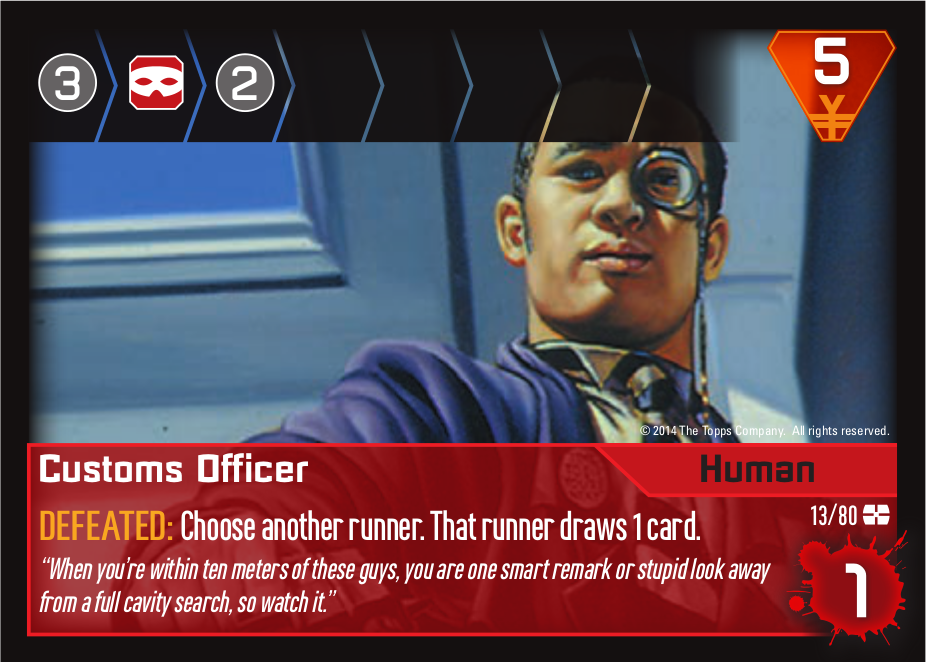 3 2
5
¥
© 2014 The Topps Company. All rights reserved.
Customs Officer
Human
DEFEATED: Choose another runner. That runner draws 1 card.
13/80
“When you’re within ten meters of these guys, you are one smart remark or stupid look away
from a full cavity search, so watch it.”
1